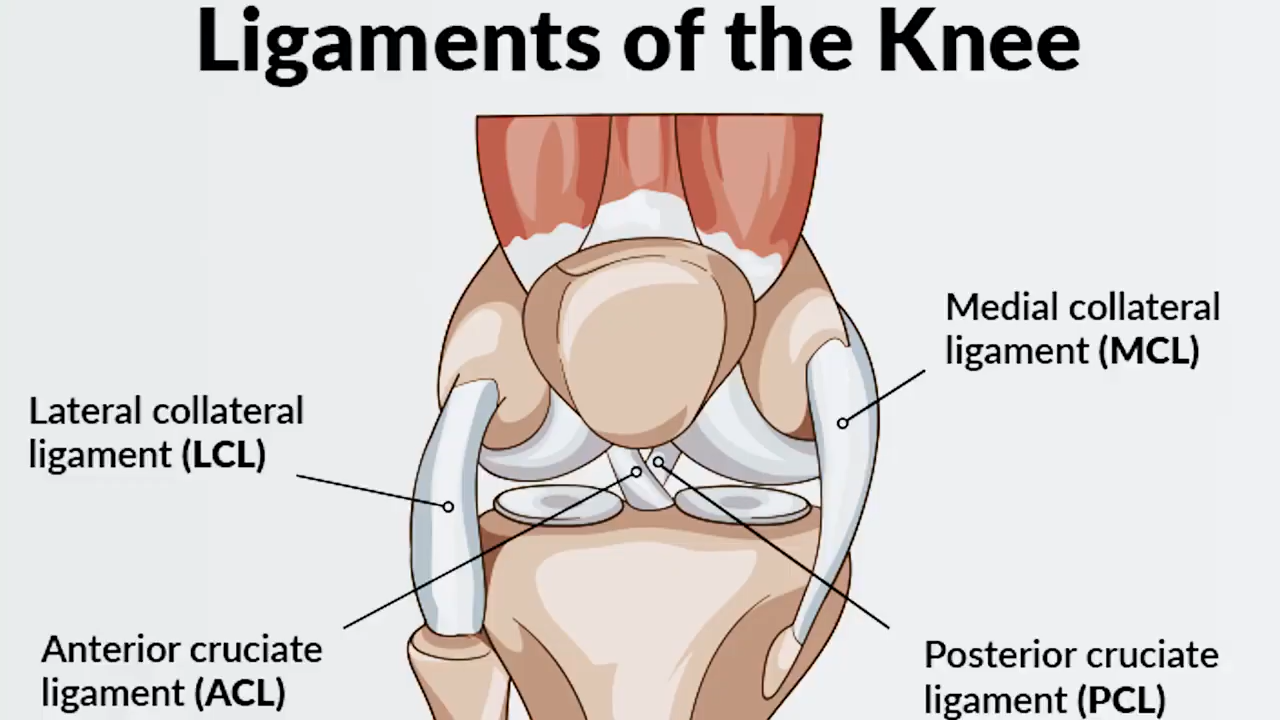 Ligaments of the Knee
Medial collateral
ligament (MCL)
Lateral collateral
ligament (LCL)
Anterior cruciate
ligament (ACL)
Posterior cruciate
ligament (PCL)